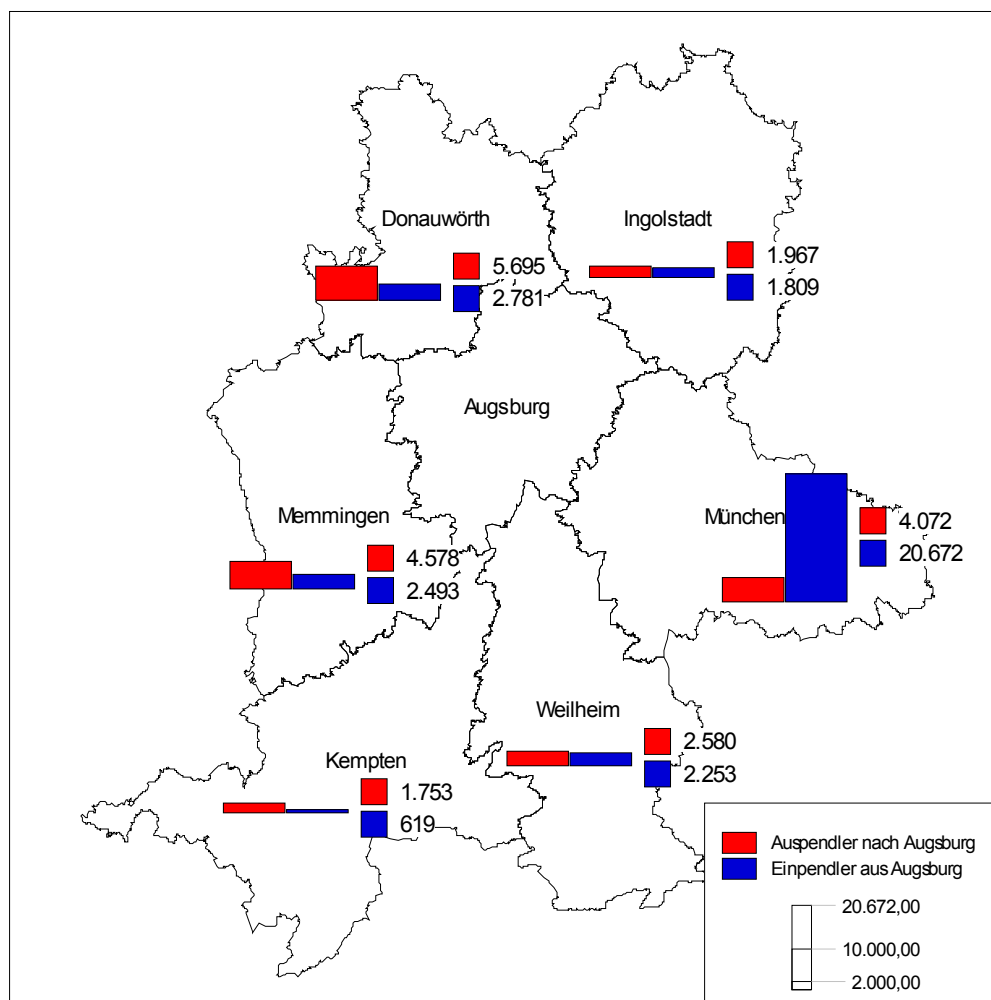 Donauwörth
5.695
2.781
Ingolstadt
1.967
1.809
Augsburg
Memmingen
4.578
2.493
München
4.072
20.672
Weilheim
2.580
2.253
Kempten
1.753
619
Auspendler nach Augsburg
Einpendler aus Augsburg
20.672,00
10.000,00
2.000,00